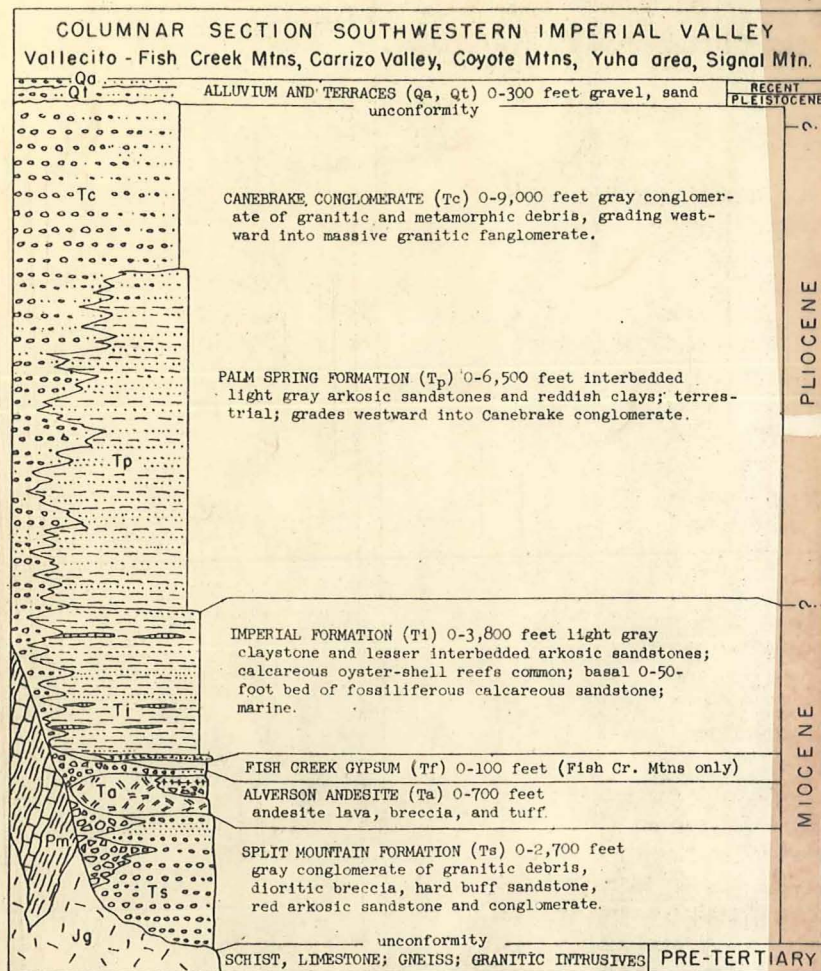 COLUMNAR SECTION SOUTHWESTERN IMPERIAL VALLEY
Vallecito - Fish Creek Mtns, Carrizo Valley, Coyote Mtns, Yuha area, Signal Mtn.
Qa
Qt
ALLUVIUM AND TERRACES (Qa, Qt) 0-300 feet gravel, sand
RECENT
PLEISTOCENE
unconformity
?
Tc
CANEBRAKE CONGLOMERATE (Tc) 0-9,000 feet gray conglomer-
ate of granitic and metamorphic debris, grading west-
ward into massive granitic fanglomerate.
PLIOCENE
PALM SPRING FORMATION (Tp) 0-6,500 feet interbedded
light gray arkosic sandstones and reddish clays; terres-
trial; grades westward into Canebrake conglomerate.
Tp
?
IMPERIAL FORMATION (Ti) 0-3,800 feet light gray
claystone and lesser interbedded arkosic sandstones;
calcareous oyster-shell reefs common; basal 0-50-
foot bed of fossiliferous calcareous sandstone;
marine.
Ti
MIOCENE
FISH CREEK GYPSUM (Tf) 0-100 feet (Fish Cr. Mtns only)
Ta
ALVERSON ANDESITE (Ta) 0-700 feet
andesite lava, breccia, and tuff.
Pm
SPLIT MOUNTAIN FORMATION (Ts) 0-2,700 feet
gray conglomerate of granitic debris,
dioritic breccia, hard buff sandstone,
red arkosic sandstone and conglomerate.
Ts
Jg
unconformity
SCHIST, LIMESTONE; GNEISS; GRANITIC INTRUSIVES
PRE-TERTIARY